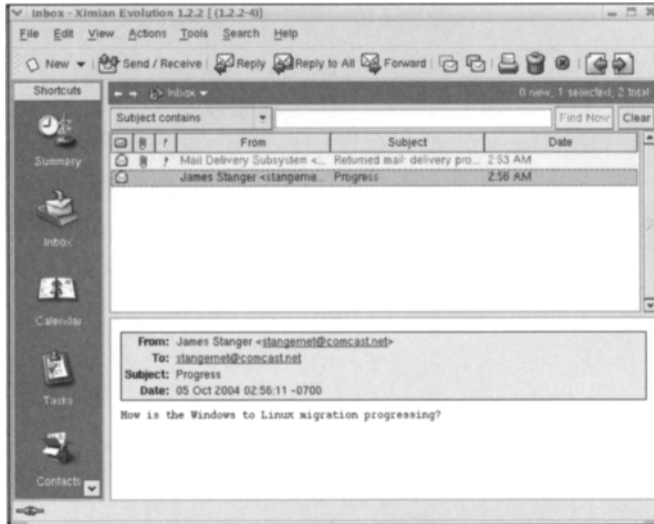 Inbox - Ximian Evolution 1.2.2 [ (1.2.2-4)]
File Edit View Actions Tools Search Help
New Send / Receive Reply Reply to All Forward
Shortcuts Inbox 0 new, 1 selected, 2 total
Subject contains Find Now Clear
! From Subject Date
! Mail Delivery Subsystem <... Returned mail: delivery pro... 2:53 AM
James Stanger <stangerne... Progress 2:56 AM
Summary
Inbox
Calendar
Tasks
Contacts
From: James Stanger <stangernet@comcast.net>
To: stangernet@comcast.net
Subject: Progress
Date: 05 Oct 2004 02:56:11 -0700
How is the Windows to Linux migration progressing?